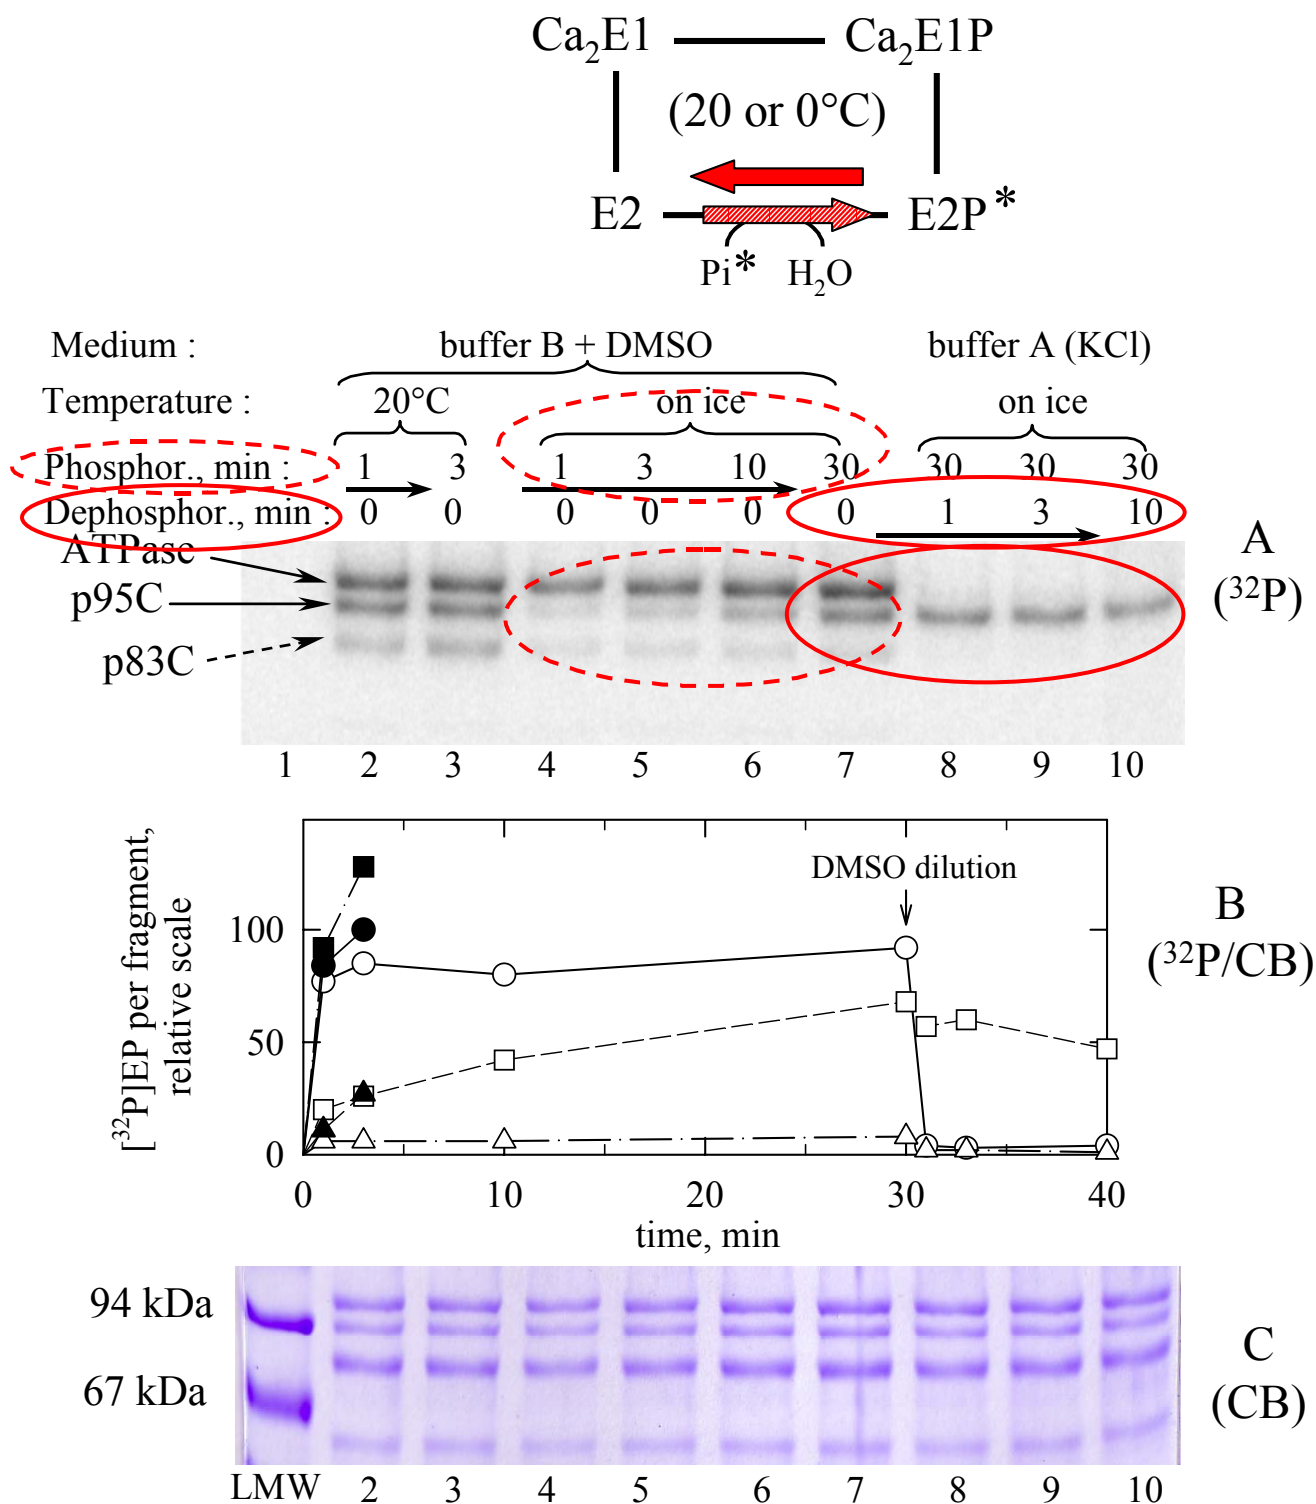 Ca₂E1 Ca₂E1P
(20 or 0°C)
E2 E2P*
Pi* H₂O
Medium : buffer B + DMSO buffer A (KCl)
Temperature : 20°C on ice on ice
Phosphor., min : 1 3 1 3 10 30 30 30 30
Dephosphor., min : 0 0 0 0 0 0 1 3 10
ATPase
p95C
p83C
A
(³²P)
1 2 3 4 5 6 7 8 9 10
[³²P]EP per fragment,
relative scale
100
50
0
DMSO dilution
B
(³²P/CB)
0 10 20 30 40
time, min
94 kDa
67 kDa
C
(CB)
LMW 2 3 4 5 6 7 8 9 10